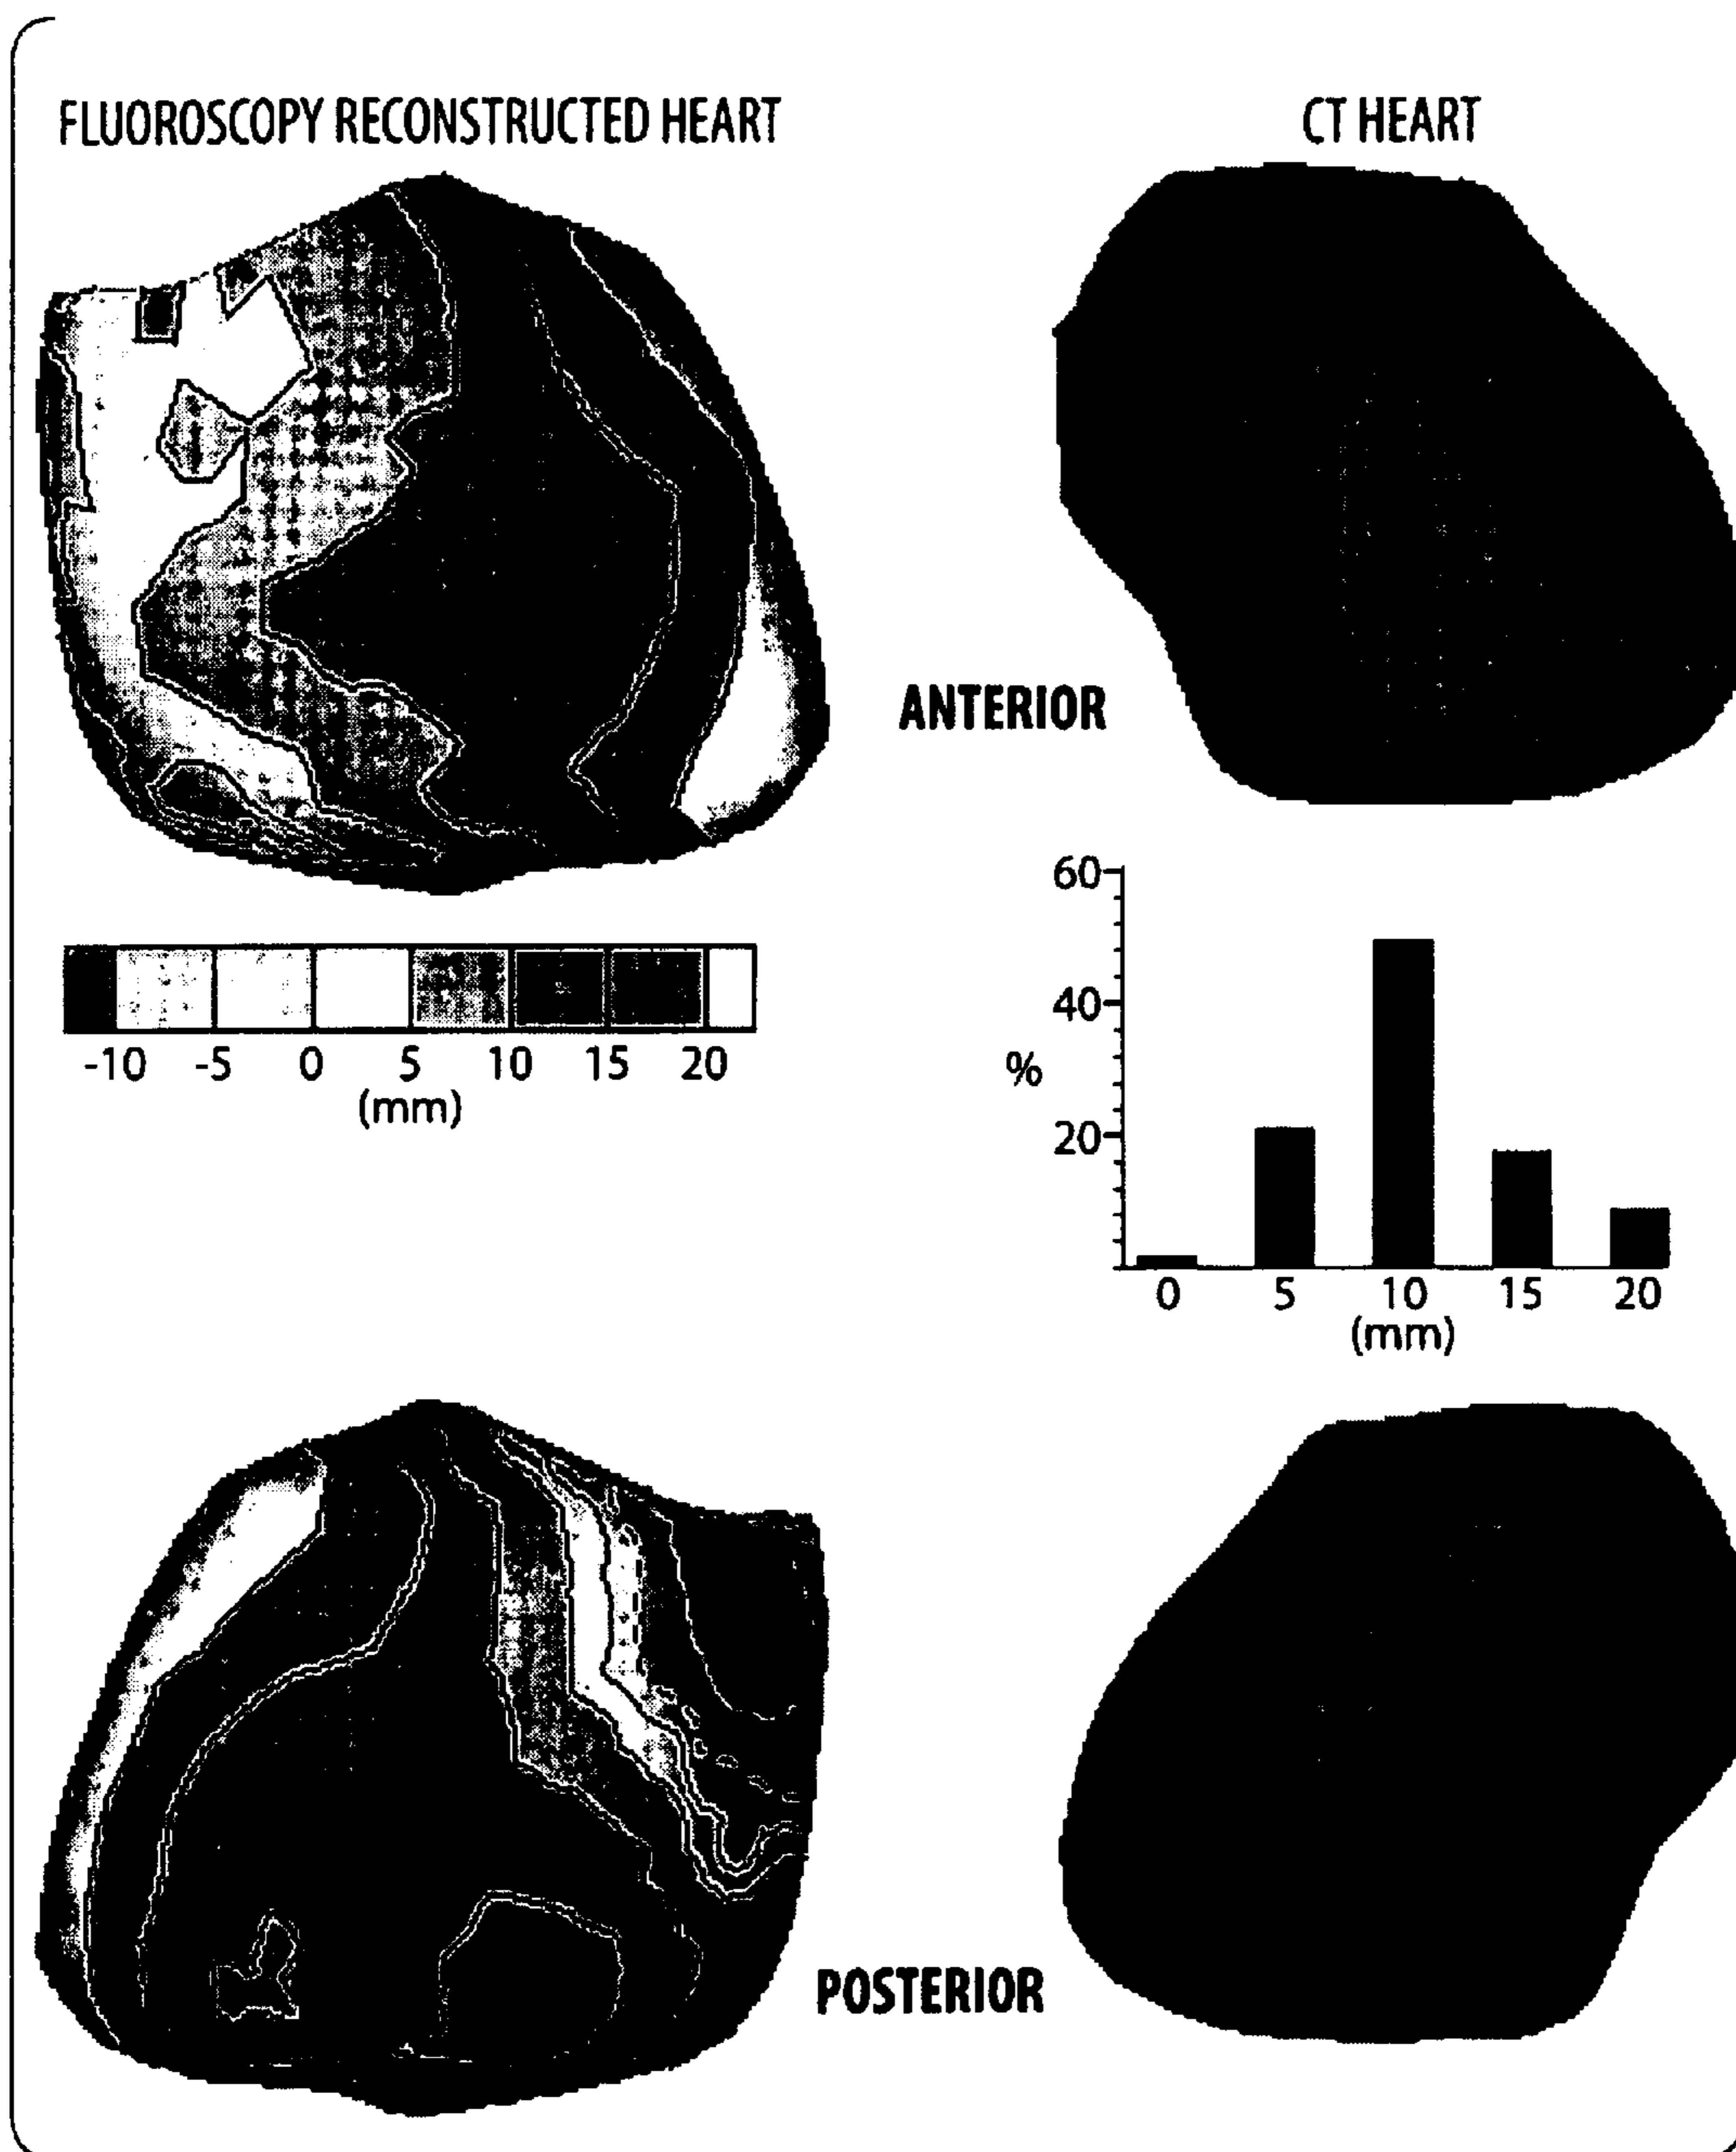 FLUOROSCOPY RECONSTRUCTED HEART
CT HEART
ANTERIOR
-10 -5 0 5 10 15 20
(mm)
60
40
%
20
0 5 10 15 20
(mm)
POSTERIOR